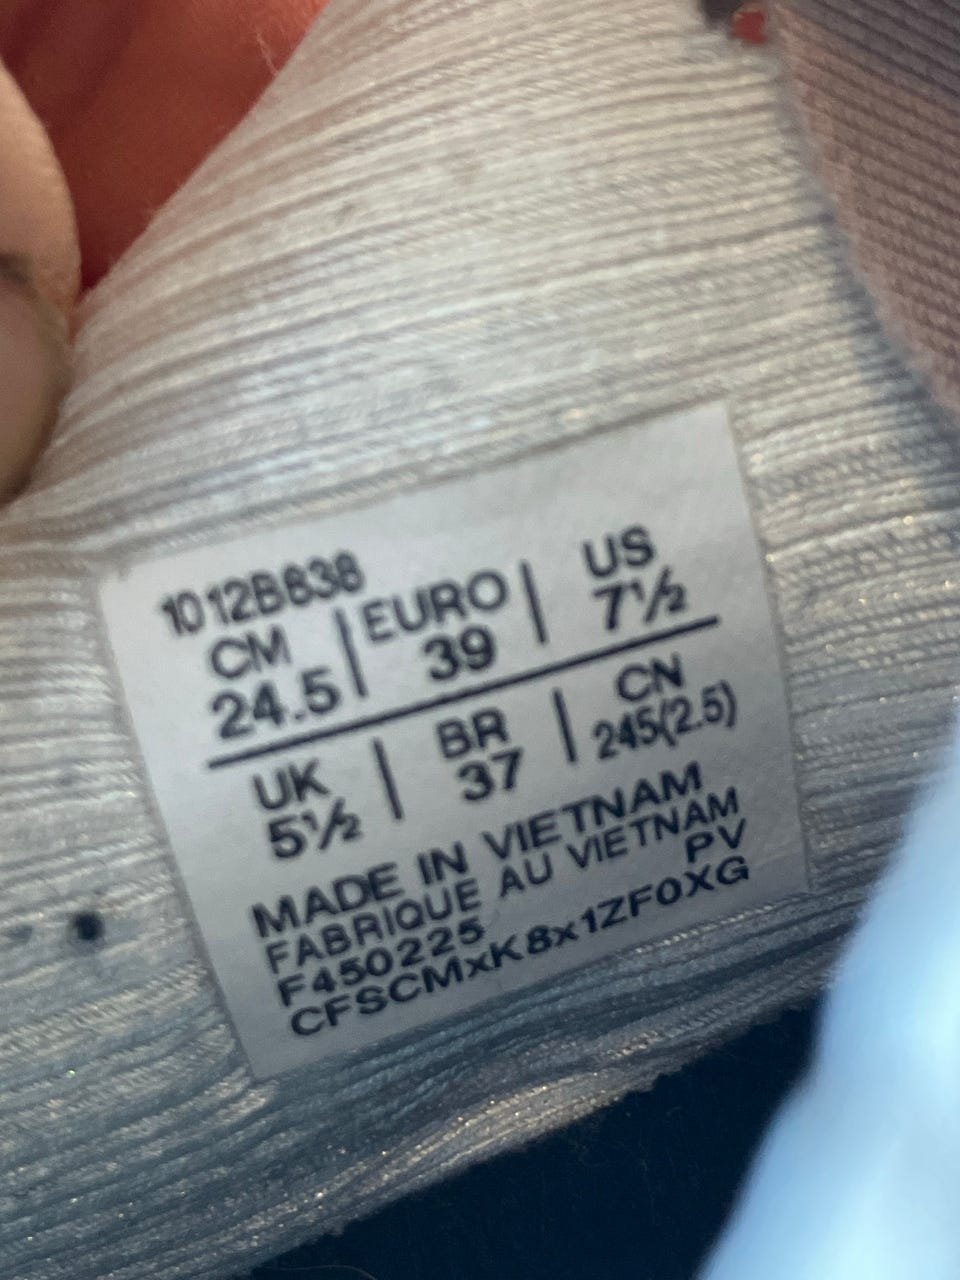 1012B838
CM | EURO | US
24.5 | 39 | 7½
UK | BR | CN
5½ | 37 | 245(2.5)
MADE IN VIETNAM
FABRIQUE AU VIETNAM
PV
F450225
CFSCMxK8x1ZF0XG